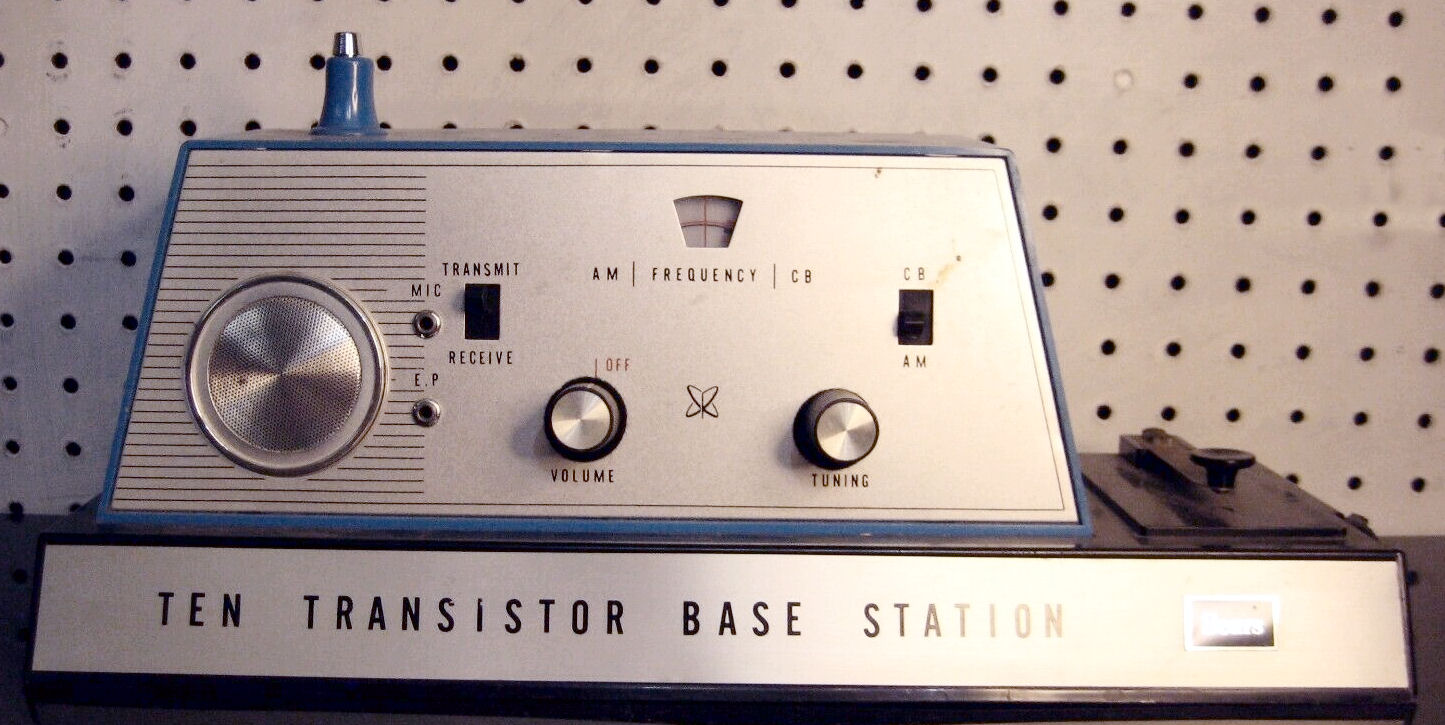 TRANSMIT
MIC
RECEIVE
E.P
AM | FREQUENCY | CB
CB
AM
OFF
VOLUME
TUNING
TEN TRANSISTOR BASE STATION
Sears